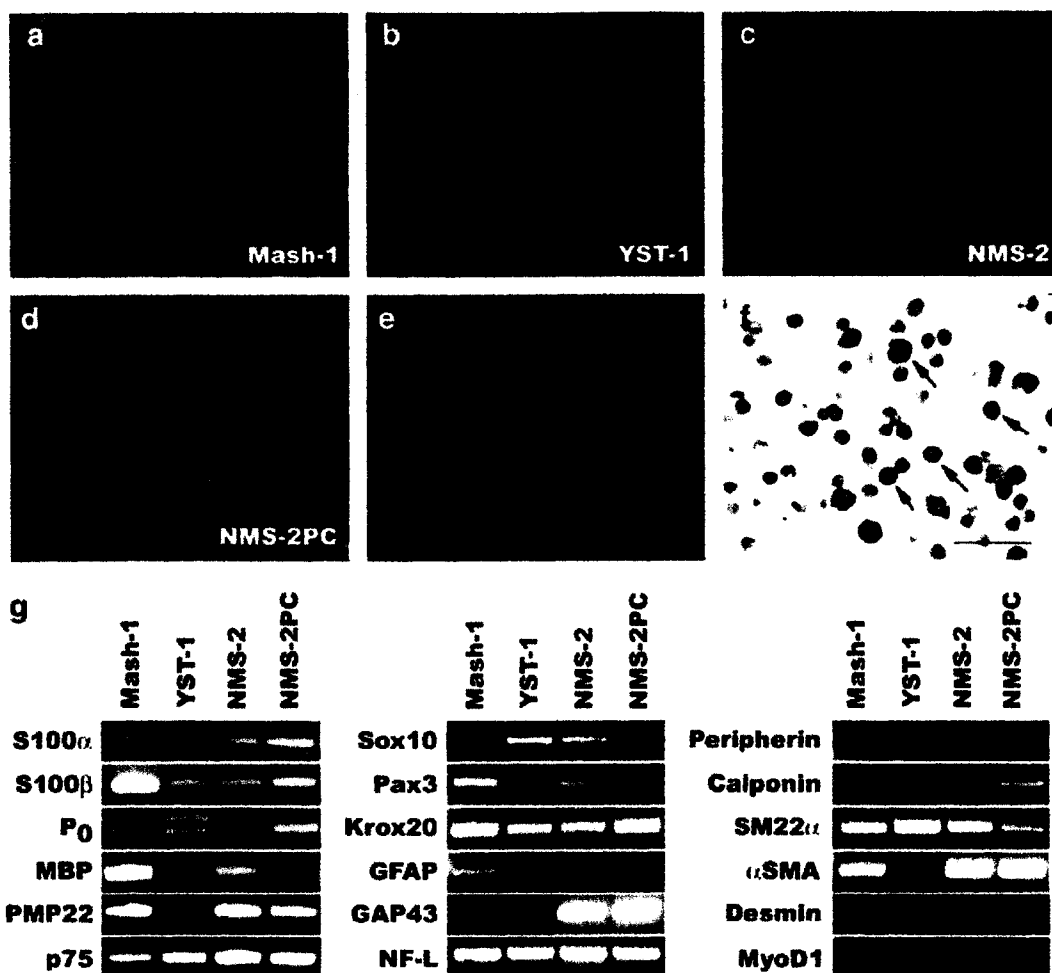 a
b
c
Mash-1
YST-1
NMS-2
d
e
f
NMS-2PC
g
Mash-1
YST-1
NMS-2
NMS-2PC
S100α
S100β
P0
MBP
PMP22
p75
Mash-1
YST-1
NMS-2
NMS-2PC
Sox10
Pax3
Krox20
GFAP
GAP43
NF-L
Mash-1
YST-1
NMS-2
NMS-2PC
Peripherin
Calponin
SM22α
αSMA
Desmin
MyoD1